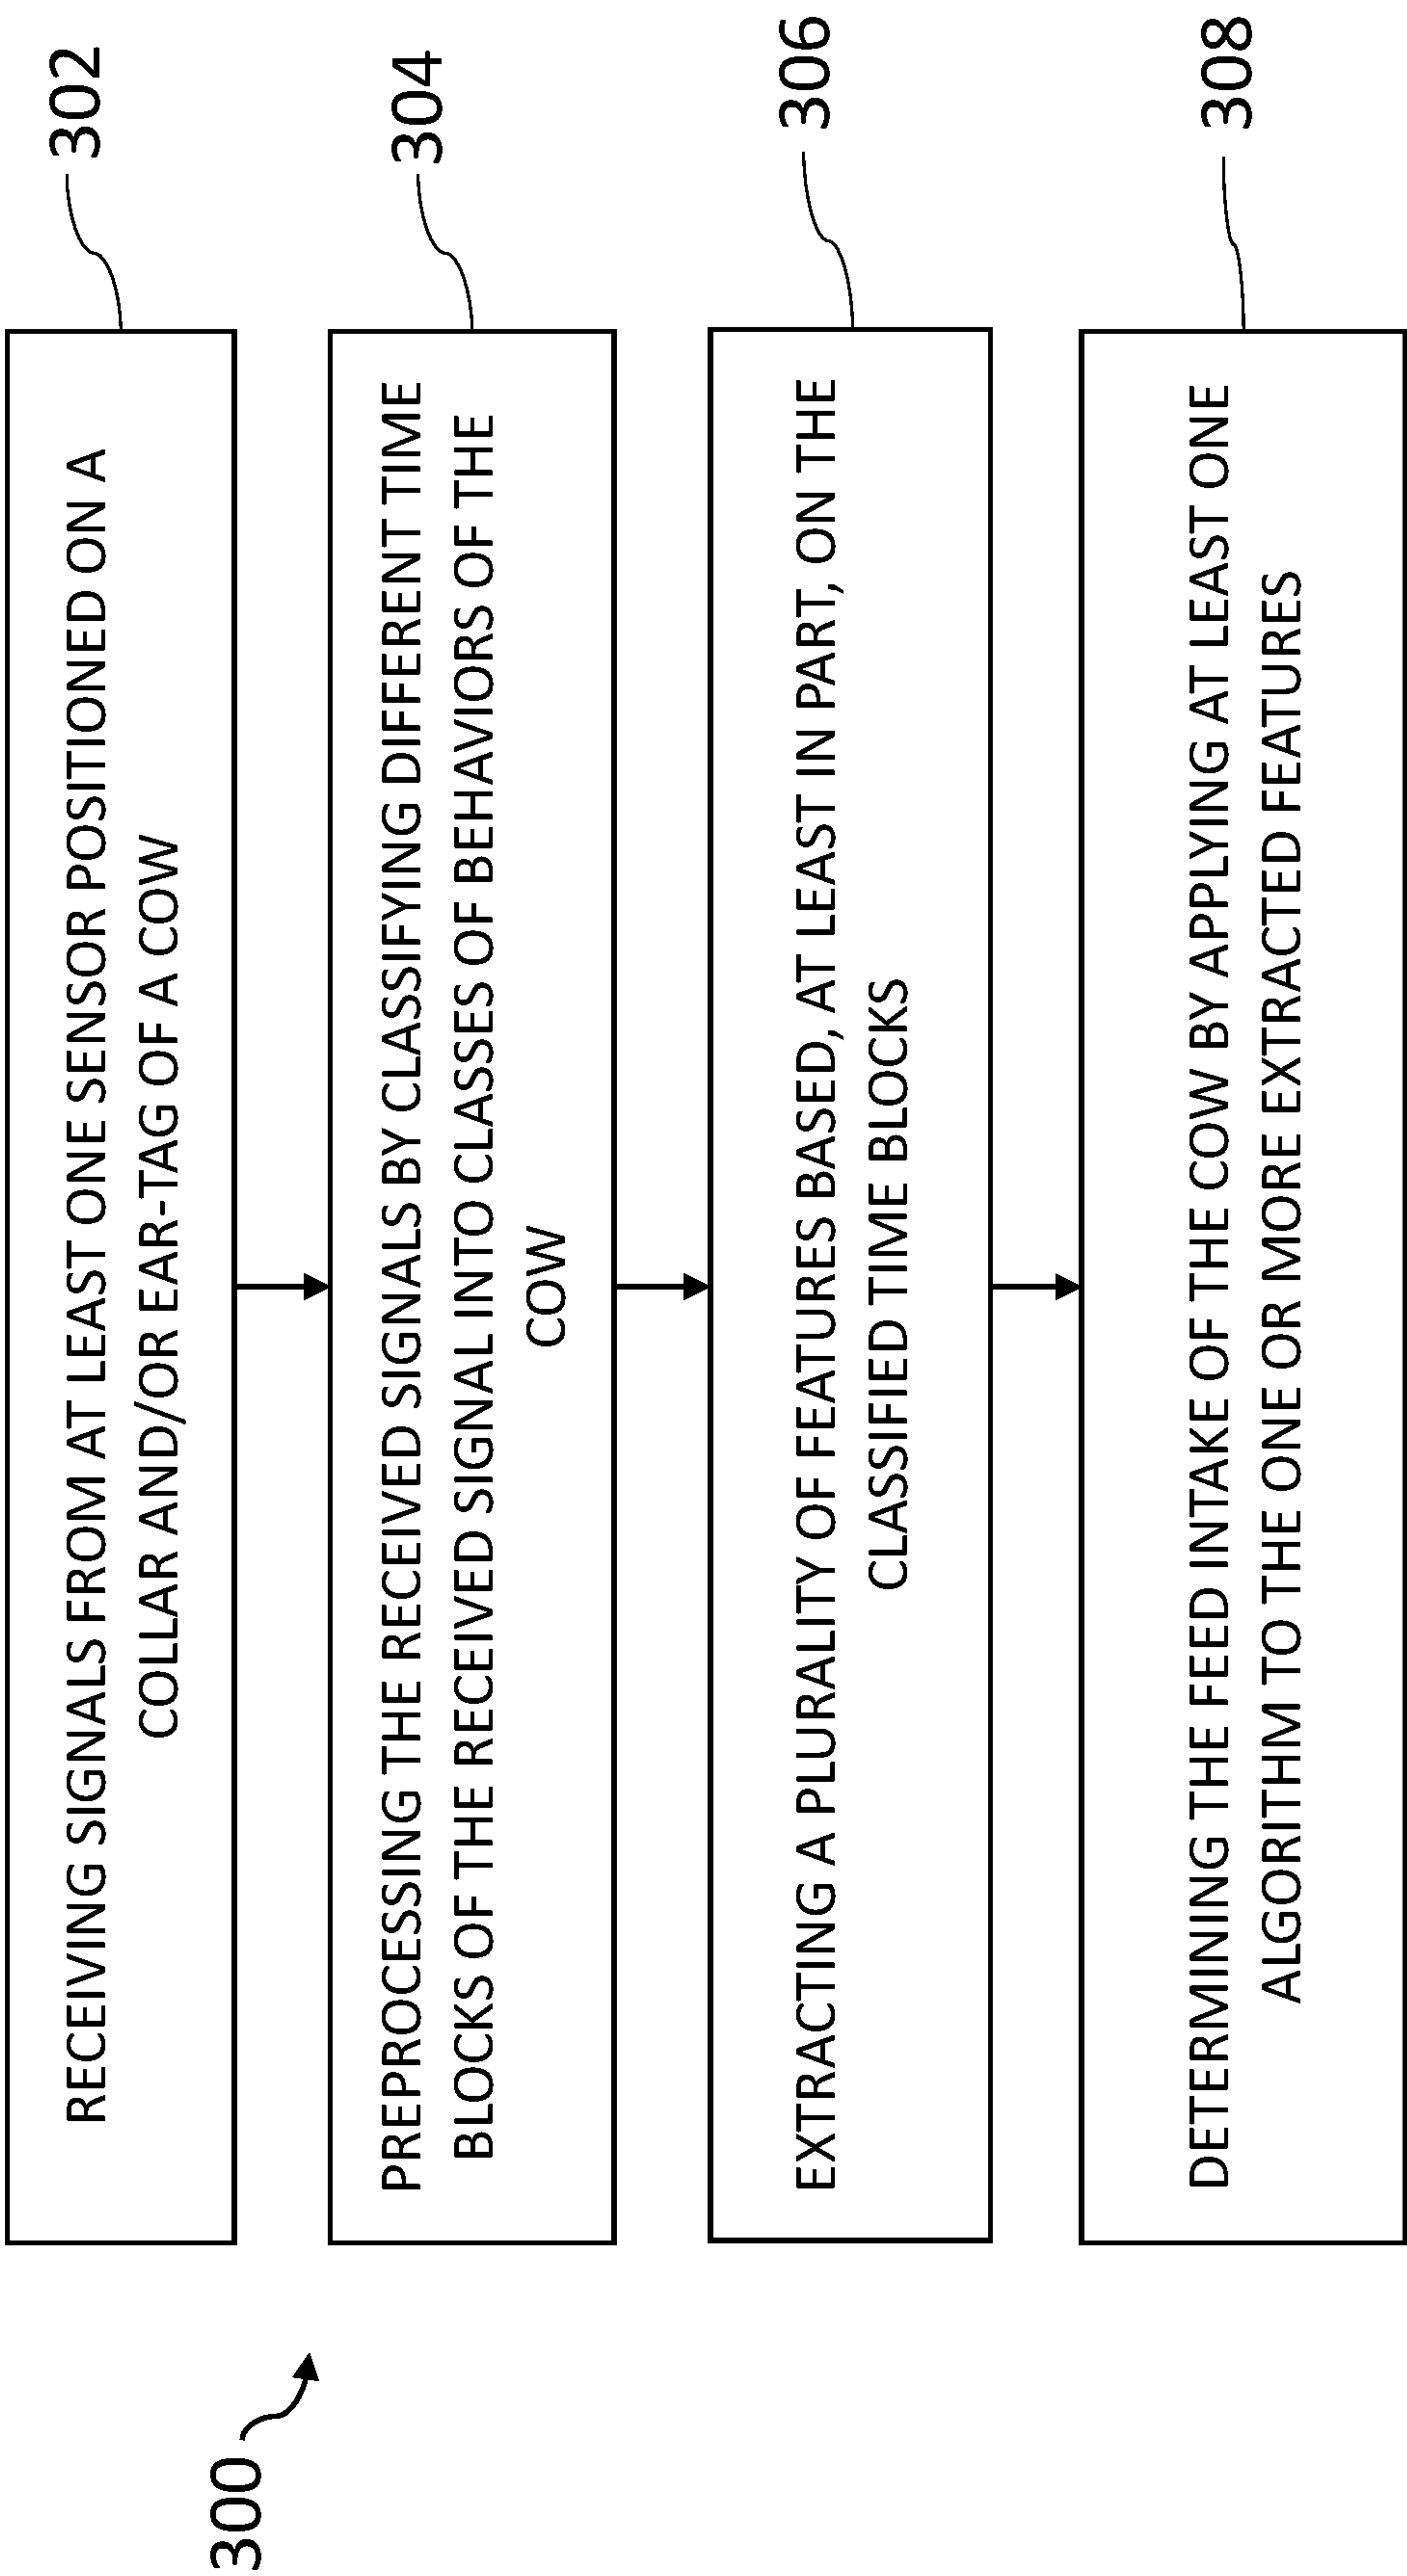 300
RECEIVING SIGNALS FROM AT LEAST ONE SENSOR POSITIONED ON A
COLLAR AND/OR EAR-TAG OF A COW
302
PREPROCESSING THE RECEIVED SIGNALS BY CLASSIFYING DIFFERENT TIME
BLOCKS OF THE RECEIVED SIGNAL INTO CLASSES OF BEHAVIORS OF THE
COW
304
EXTRACTING A PLURALITY OF FEATURES BASED, AT LEAST IN PART, ON THE
CLASSIFIED TIME BLOCKS
306
DETERMINING THE FEED INTAKE OF THE COW BY APPLYING AT LEAST ONE
ALGORITHM TO THE ONE OR MORE EXTRACTED FEATURES
308